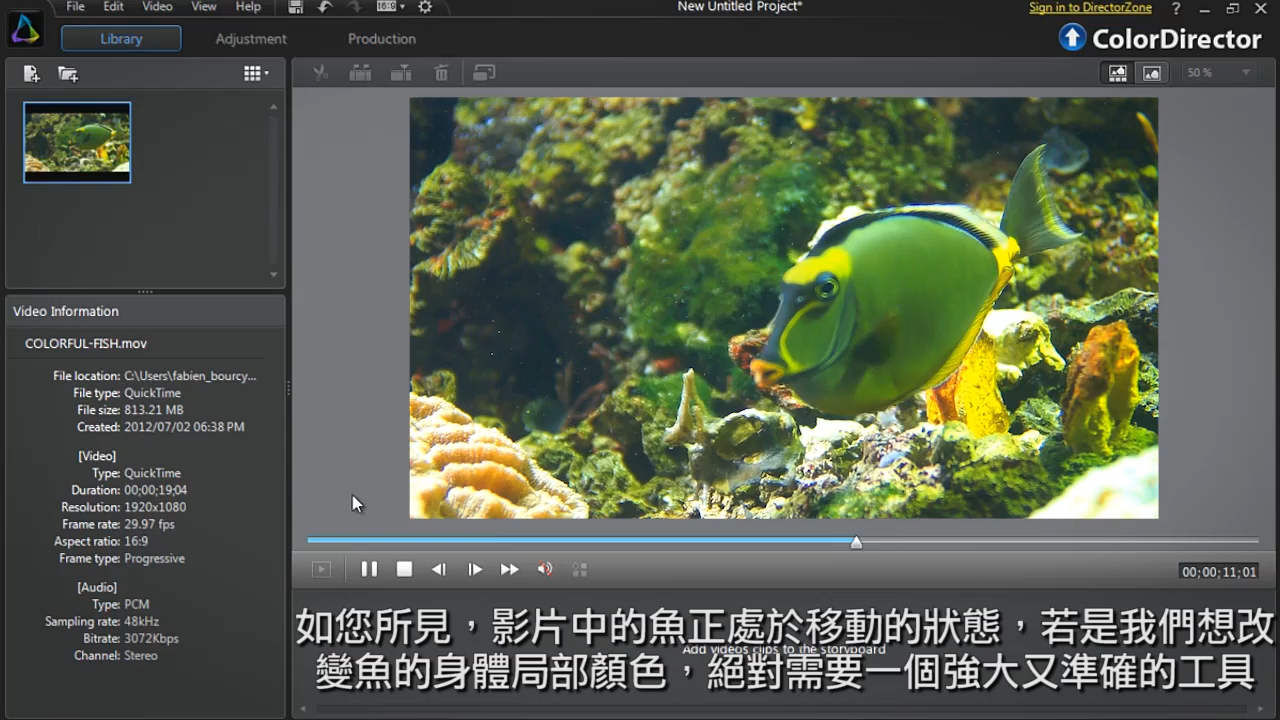 File Edit Video View Help 16:9 New Untitled Project* Sign in to DirectorZone ?
Library Adjustment Production ColorDirector
50 %
Video Information
COLORFUL-FISH.mov
File location: C:\Users\fabien_bourcy...
File type: QuickTime
File size: 813.21 MB
Created: 2012/07/02 06:38 PM
[Video]
Type: QuickTime
Duration: 00;00;19;04
Resolution: 1920x1080
Frame rate: 29.97 fps
Aspect ratio: 16:9
Frame type: Progressive
[Audio]
Type: PCM
Sampling rate: 48kHz
Bitrate: 3072Kbps
Channel: Stereo
00;00;11;01
如您所見，影片中的魚正處於移動的狀態，若是我們想改
Add videos clips to the storyboard
變魚的身體局部顏色，絕對需要一個強大又準確的工具